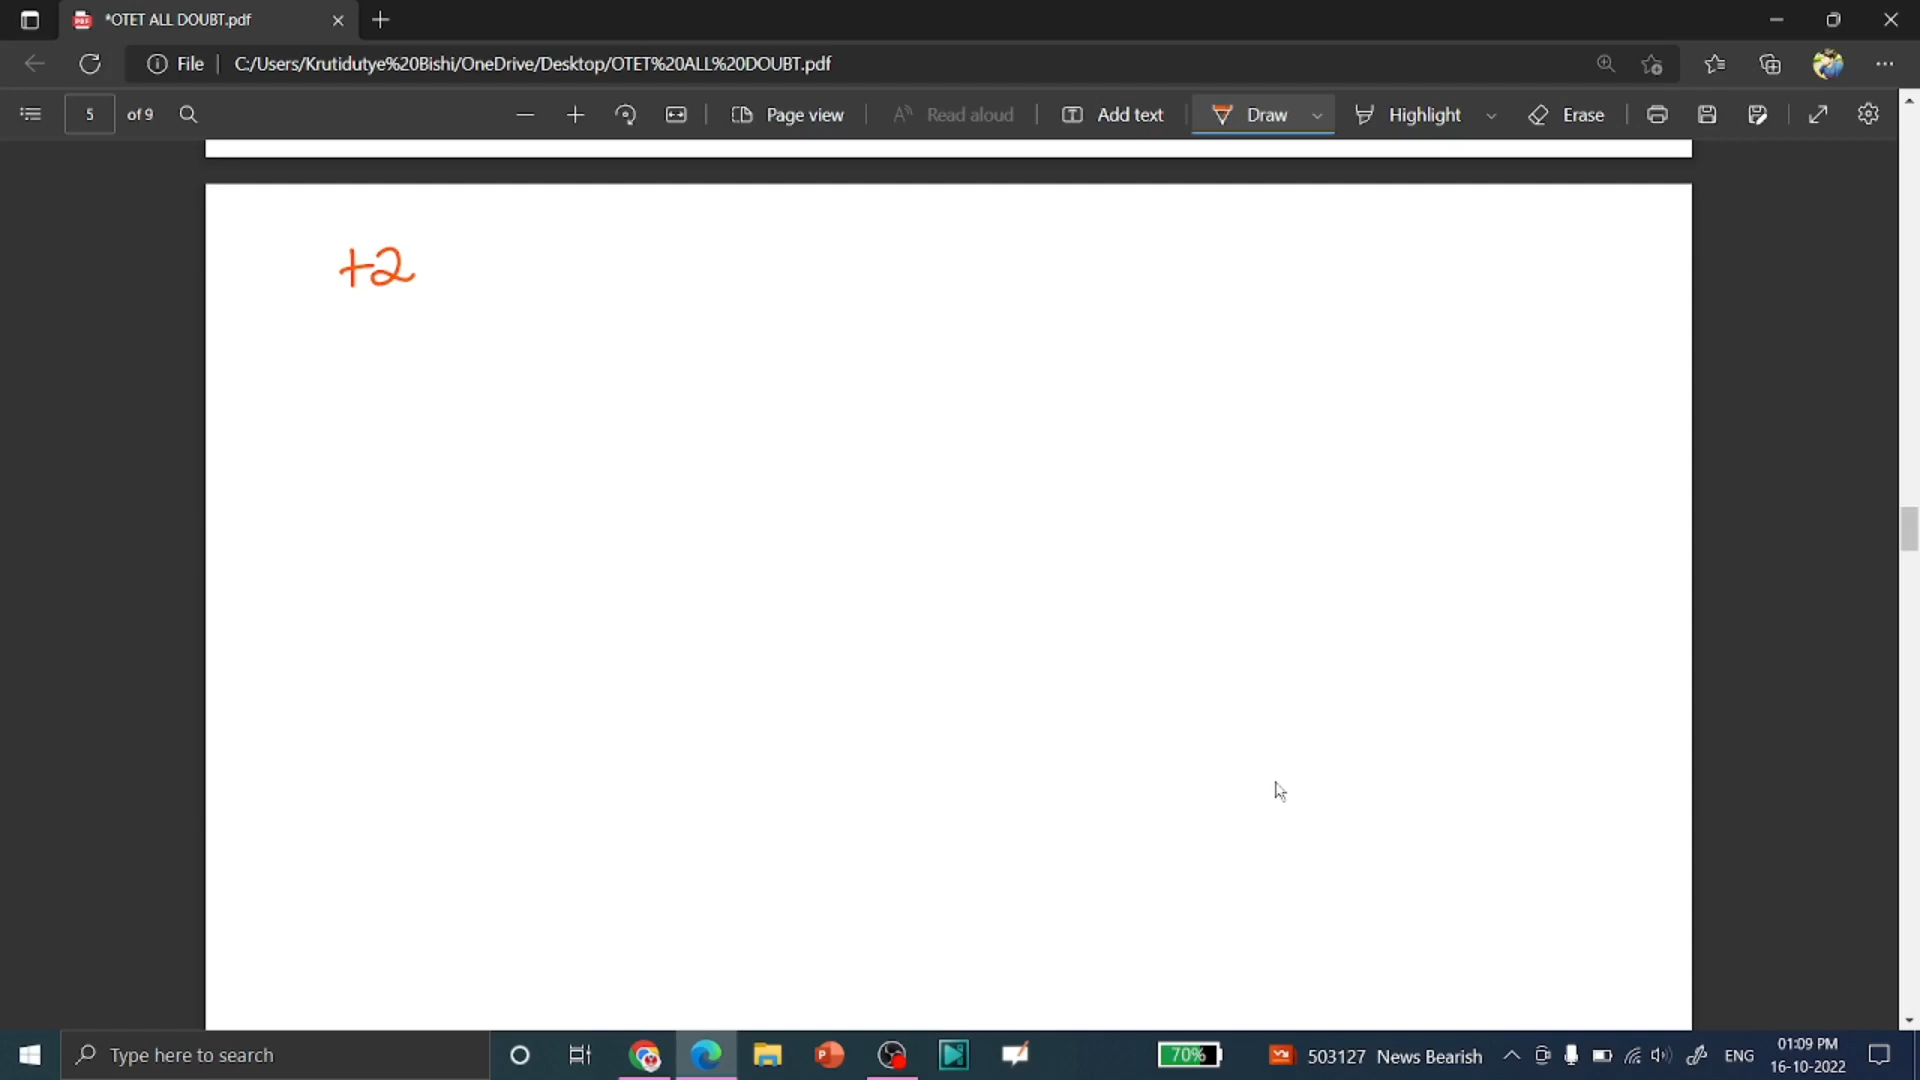 *OTET ALL DOUBT.pdf
File
C:/Users/Krutidutye%20Bishi/OneDrive/Desktop/OTET%20ALL%20DOUBT.pdf
5 of 9
Page view
Read aloud
Add text
Draw
Highlight
Erase
+2
Type here to search
70%
503127 News Bearish
ENG
01:09 PM
16-10-2022